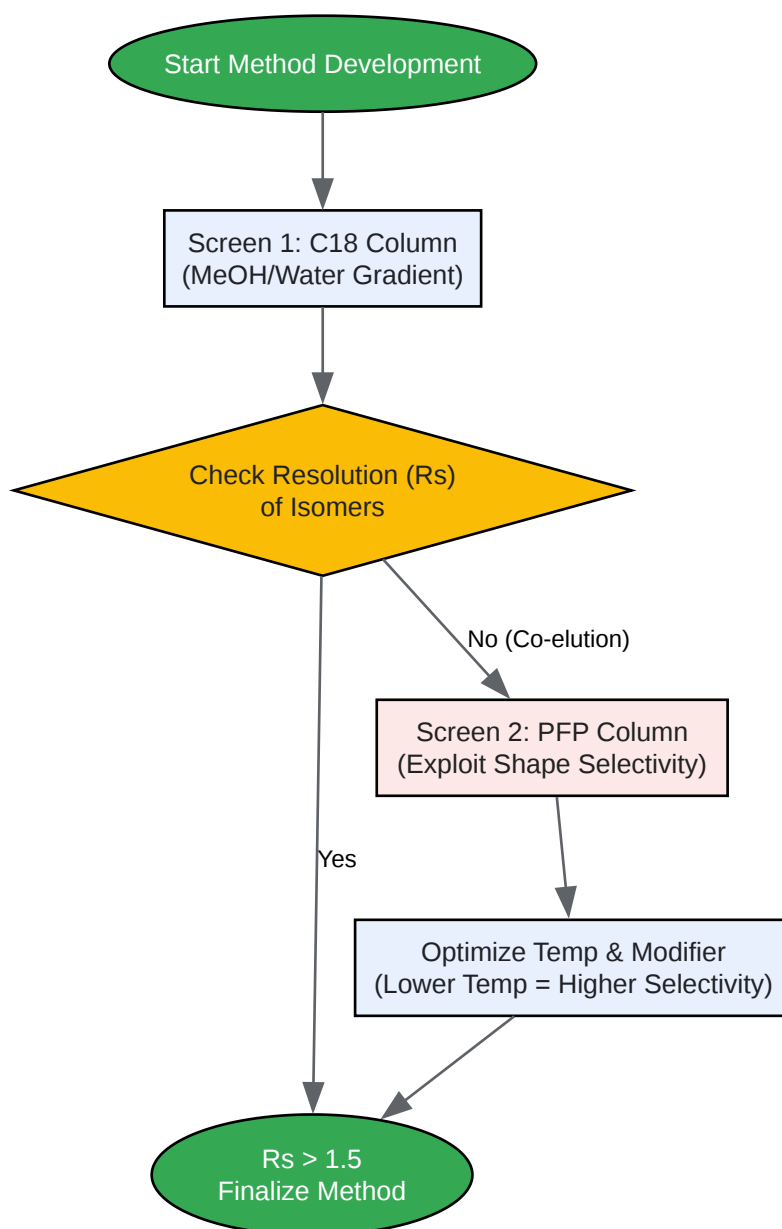 Start Method Development
Screen 1: C18 Column
(MeOH/Water Gradient)
Check Resolution (Rs)
of Isomers
No (Co-elution)
Screen 2: PFP Column
(Exploit Shape Selectivity)
Yes
Optimize Temp & Modifier
(Lower Temp = Higher Selectivity)
Rs > 1.5
Finalize Method